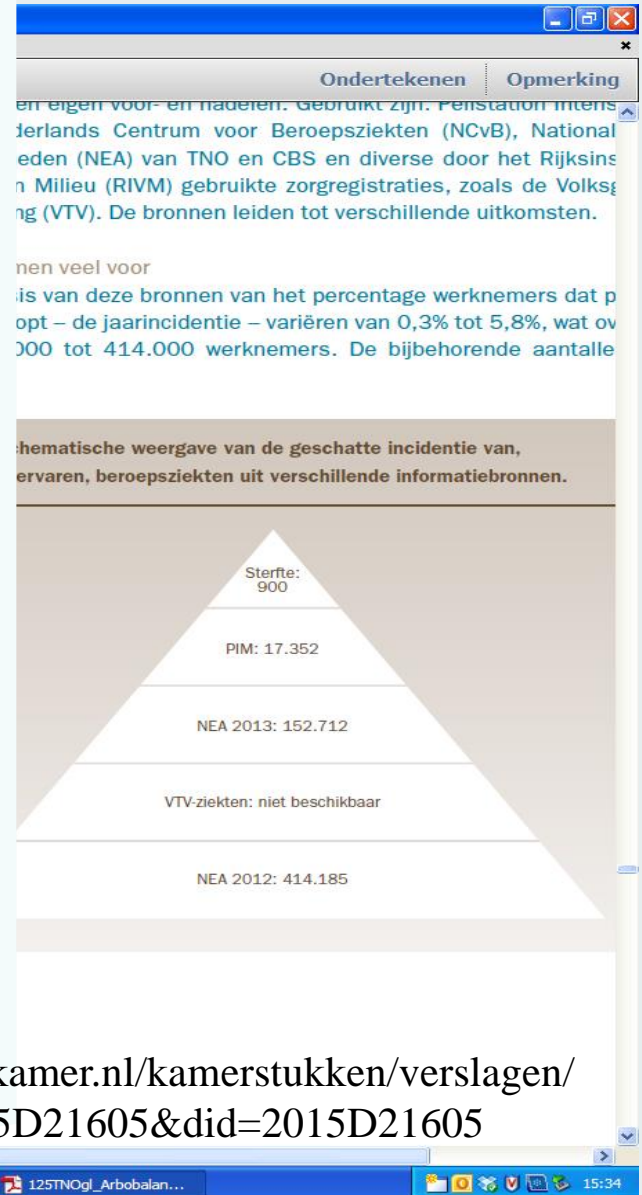 Ondertekenen Opmerking
en eigen voor- en nadelen. Gebruikt zijn: Peilstation Intens
derlands Centrum voor Beroepsziekten (NCvB), National
eden (NEA) van TNO en CBS en diverse door het Rijksins
n Milieu (RIVM) gebruikte zorgregistraties, zoals de Volksg
ng (VTV). De bronnen leiden tot verschillende uitkomsten.
men veel voor
is van deze bronnen van het percentage werknemers dat p
opt – de jaarincidentie – variëren van 0,3% tot 5,8%, wat ov
000 tot 414.000 werknemers. De bijbehorende aantalle
hematische weergave van de geschatte incidentie van,
ervaren, beroepsziekten uit verschillende informatiebronnen.
Sterfte:
900
PIM: 17.352
NEA 2013: 152.712
VTV-ziekten: niet beschikbaar
NEA 2012: 414.185
kamer.nl/kamerstukken/verslagen/
5D21605&did=2015D21605
125TNOgl_Arbobalan... 15:34